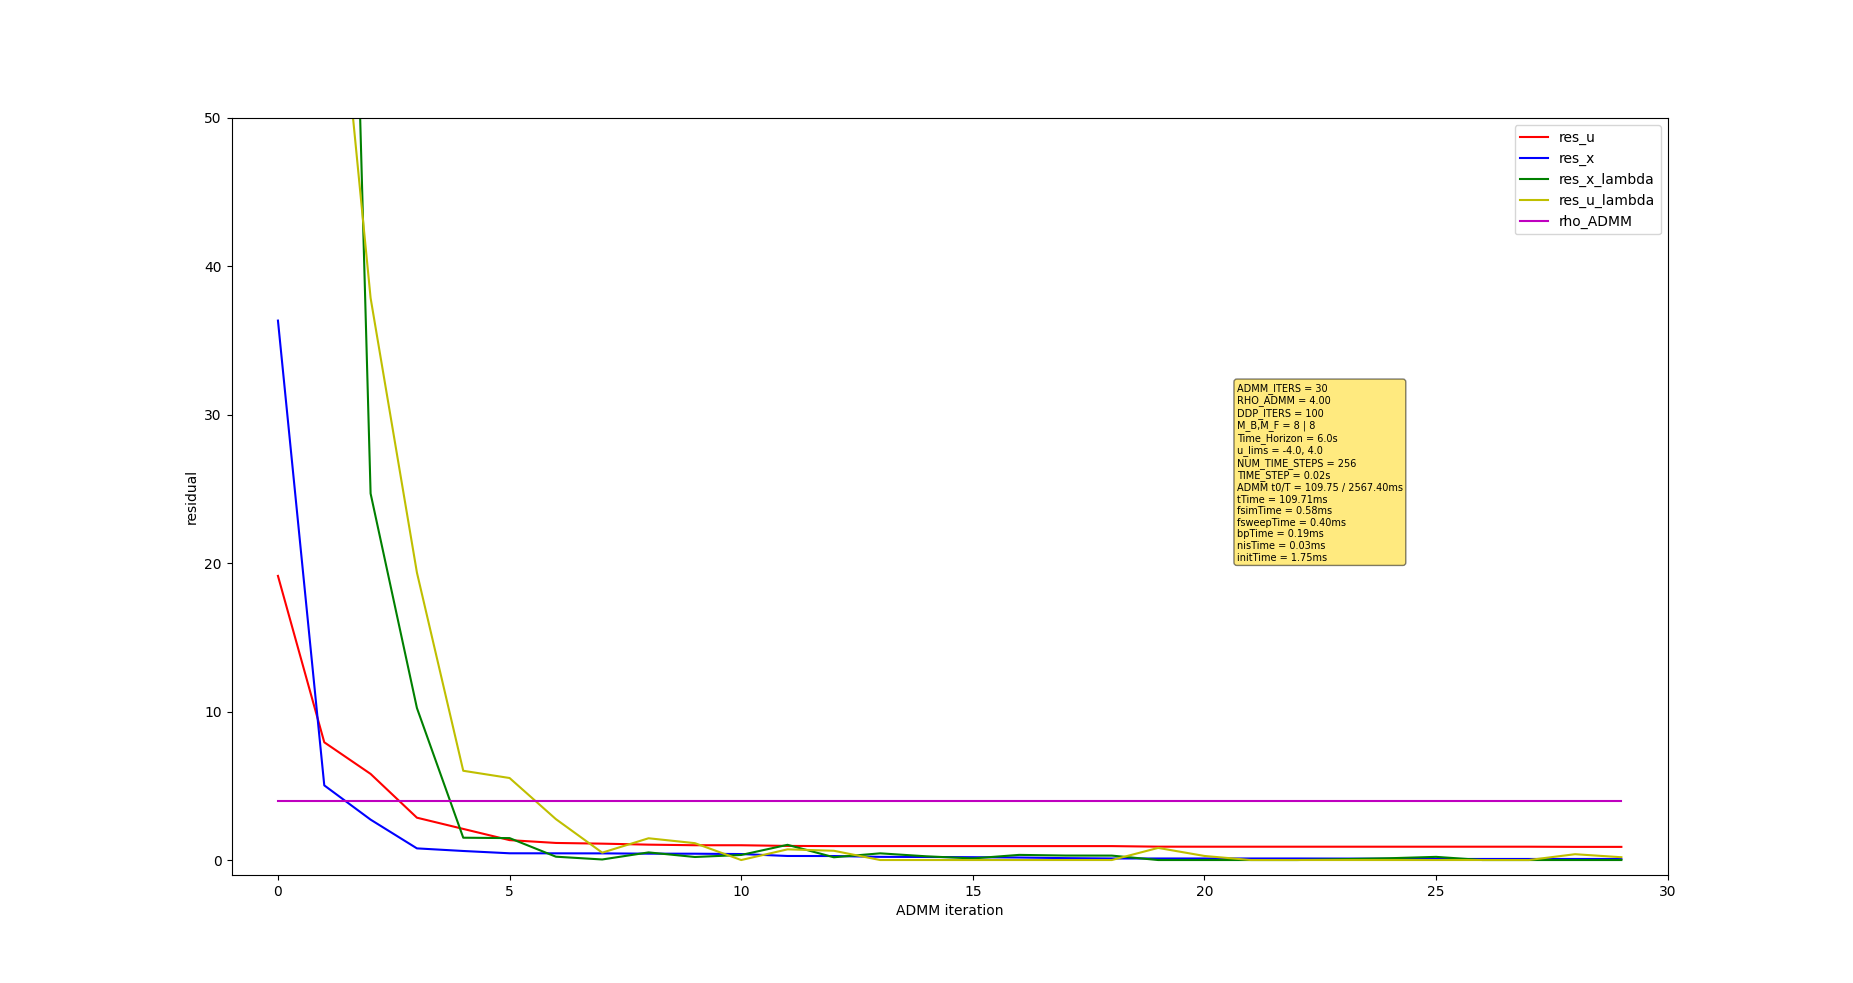 50
40
30
20
10
0
residual
0 5 10 15 20 25 30
ADMM iteration
res_u
res_x
res_x_lambda
res_u_lambda
rho_ADMM
ADMM_ITERS = 30
RHO_ADMM = 4.00
DDP_ITERS = 100
M_B,M_F = 8 | 8
Time_Horizon = 6.0s
u_lims = -4.0, 4.0
NUM_TIME_STEPS = 256
TIME_STEP = 0.02s
ADMM t0/T = 109.75 / 2567.40ms
tTime = 109.71ms
fsimTime = 0.58ms
fsweepTime = 0.40ms
bpTime = 0.19ms
nisTime = 0.03ms
initTime = 1.75ms